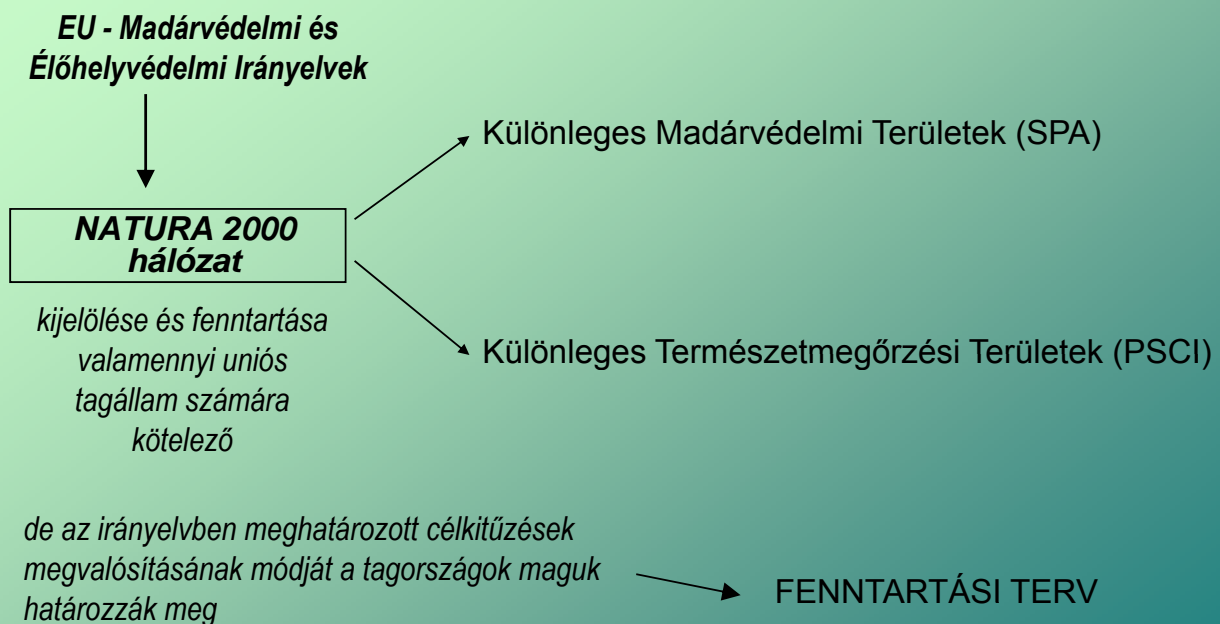 EU - Madárvédelmi és
Élőhelyvédelmi Irányelvek
Különleges Madárvédelmi Területek (SPA)
NATURA 2000
hálózat
kijelölése és fenntartása
valamennyi uniós
tagállam számára
kötelező
Különleges Természetmegőrzési Területek (PSCI)
de az irányelvben meghatározott célkitűzések
megvalósításának módját a tagországok maguk
határozzák meg
FENNTARTÁSI TERV